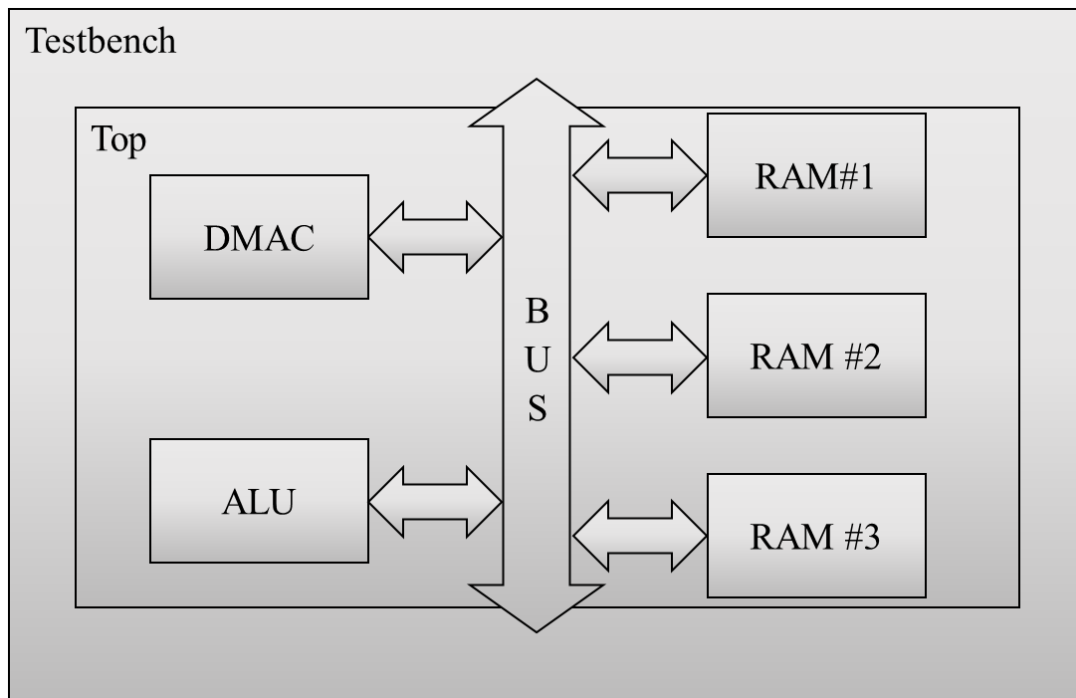 Testbench
Top
DMAC
ALU
B
U
S
RAM#1
RAM #2
RAM #3